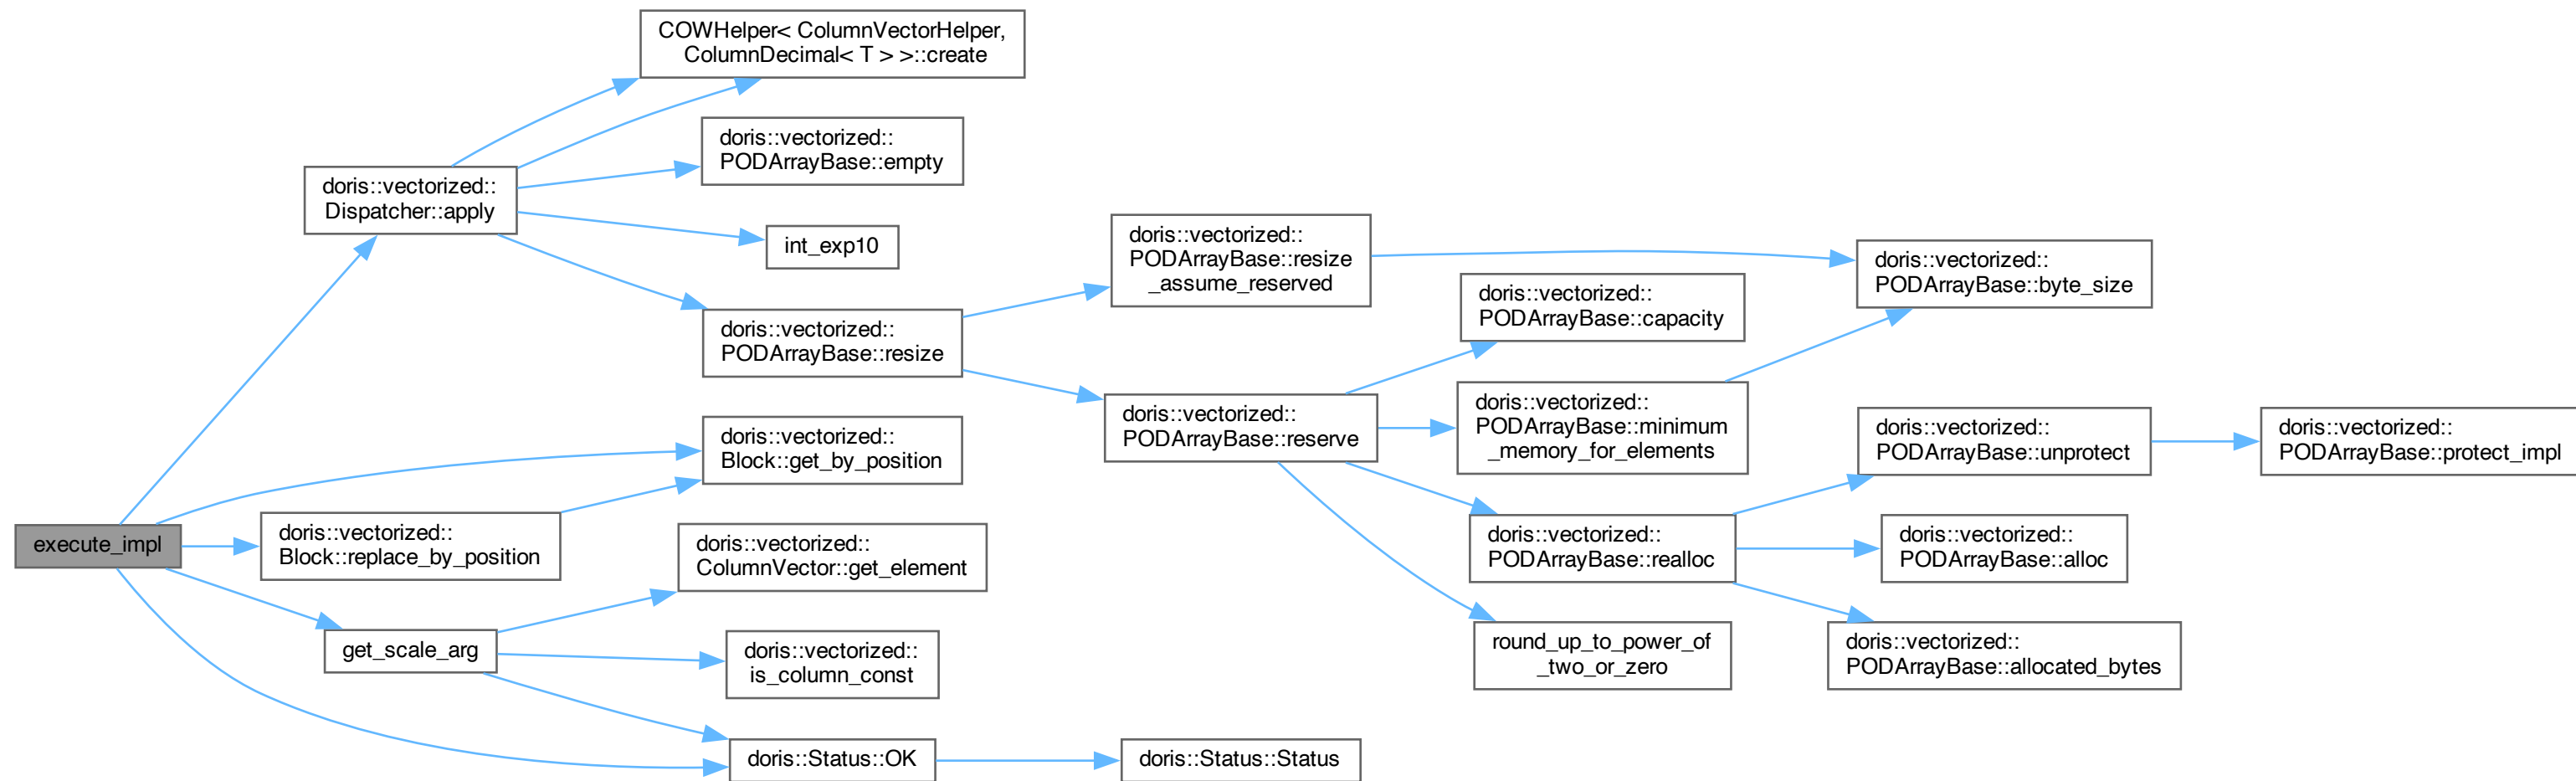 COWHelper< ColumnVectorHelper,
ColumnDecimal< T > >::create
doris::vectorized::
PODArrayBase::empty
doris::vectorized::
Dispatcher::apply
int_exp10
doris::vectorized::
PODArrayBase::resize
_assume_reserved
doris::vectorized::
PODArrayBase::byte_size
doris::vectorized::
PODArrayBase::capacity
doris::vectorized::
PODArrayBase::resize
doris::vectorized::
PODArrayBase::reserve
doris::vectorized::
PODArrayBase::minimum
_memory_for_elements
doris::vectorized::
PODArrayBase::unprotect
doris::vectorized::
PODArrayBase::protect_impl
doris::vectorized::
Block::get_by_position
execute_impl
doris::vectorized::
Block::replace_by_position
doris::vectorized::
ColumnVector::get_element
doris::vectorized::
PODArrayBase::realloc
doris::vectorized::
PODArrayBase::alloc
get_scale_arg
doris::vectorized::
is_column_const
round_up_to_power_of
_two_or_zero
doris::vectorized::
PODArrayBase::allocated_bytes
doris::Status::OK
doris::Status::Status